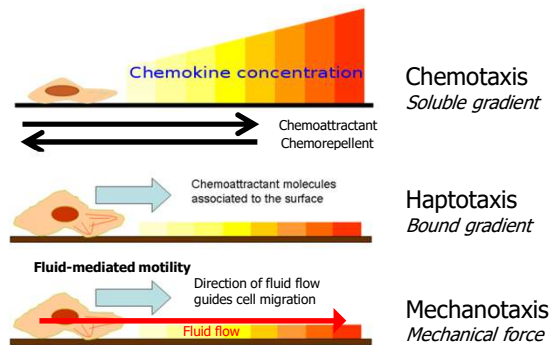 Chemokine concentration
Chemotaxis
Soluble gradient
Chemoattractant
Chemorepellent
Chemoattractant molecules
associated to the surface
Haptotaxis
Bound gradient
Fluid-mediated motility
Direction of fluid flow
guides cell migration
Fluid flow
Mechanotaxis
Mechanical force